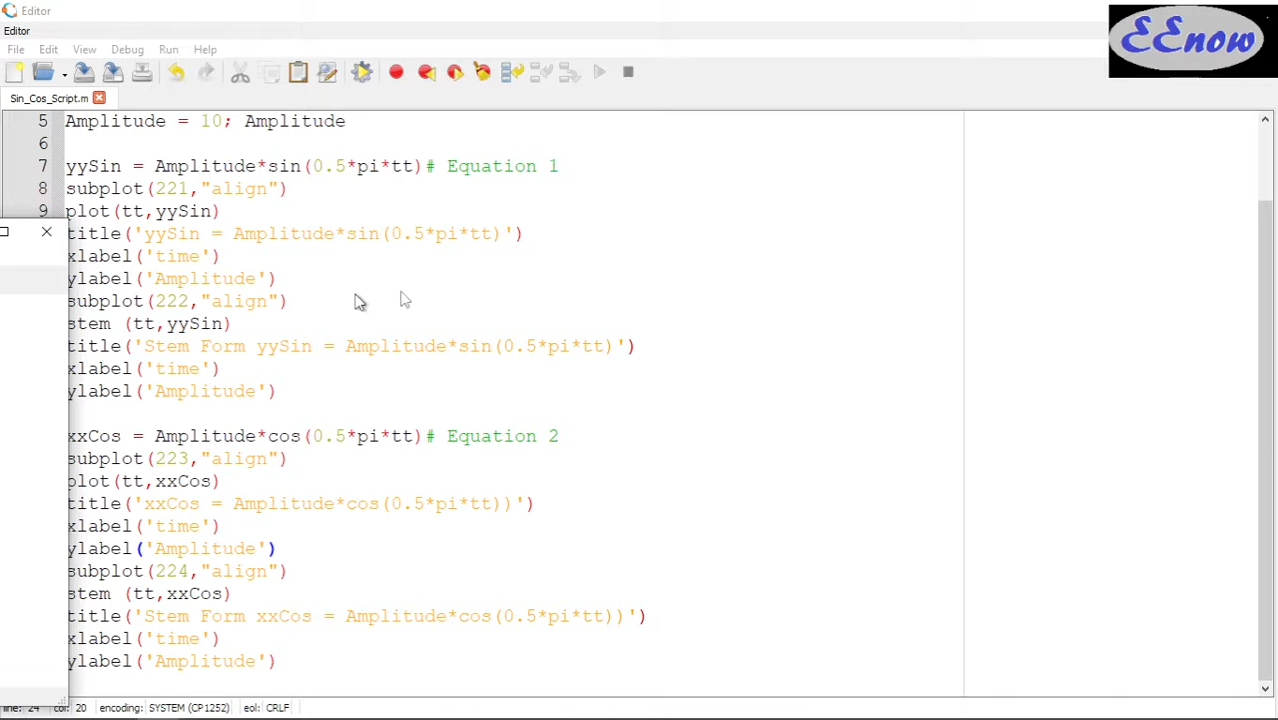 Editor
Editor
EEnow
File Edit View Debug Run Help
Sin_Cos_Script.m
5 Amplitude = 10; Amplitude
6
7 yySin = Amplitude*sin(0.5*pi*tt)# Equation 1
8 subplot(221,"align")
9 plot(tt,yySin)
title('yySin = Amplitude*sin(0.5*pi*tt)')
xlabel('time')
ylabel('Amplitude')
subplot(222,"align")
stem (tt,yySin)
title('Stem Form yySin = Amplitude*sin(0.5*pi*tt)')
xlabel('time')
ylabel('Amplitude')
xxCos = Amplitude*cos(0.5*pi*tt)# Equation 2
subplot(223,"align")
plot(tt,xxCos)
title('xxCos = Amplitude*cos(0.5*pi*tt))')
xlabel('time')
ylabel('Amplitude')
subplot(224,"align")
stem (tt,xxCos)
title('Stem Form xxCos = Amplitude*cos(0.5*pi*tt))')
xlabel('time')
ylabel('Amplitude')
line: 24 col: 20 encoding: SYSTEM (CP1252) eol: CRLF